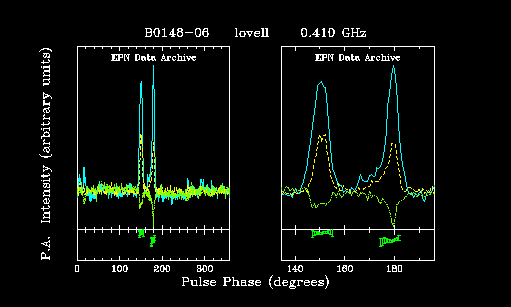 B0148-06 lovell 0.410 GHz
EPN Data Archive EPN Data Archive
P.A. Intensity (arbitrary units)
0 100 200 300 140 160 180
Pulse Phase (degrees)